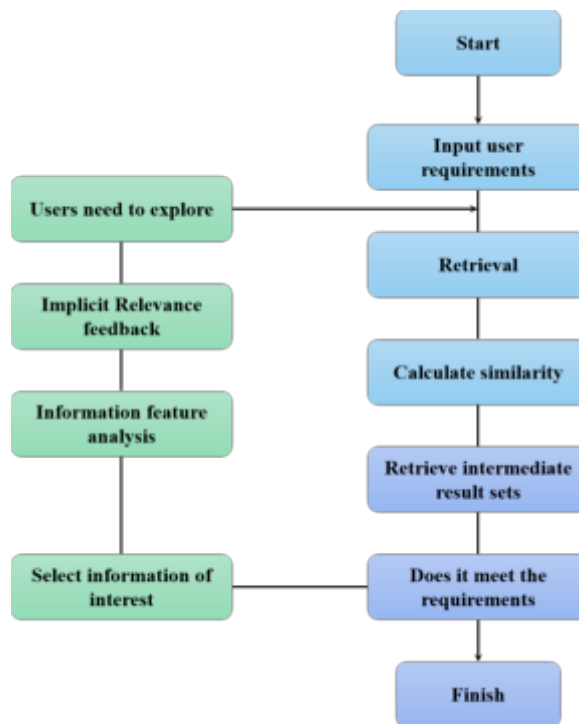 Start
Input user
requirements
Users need to explore
Retrieval
Implicit Relevance
feedback
Calculate similarity
Information feature
analysis
Retrieve intermediate
result sets
Select information of
interest
Does it meet the
requirements
Finish